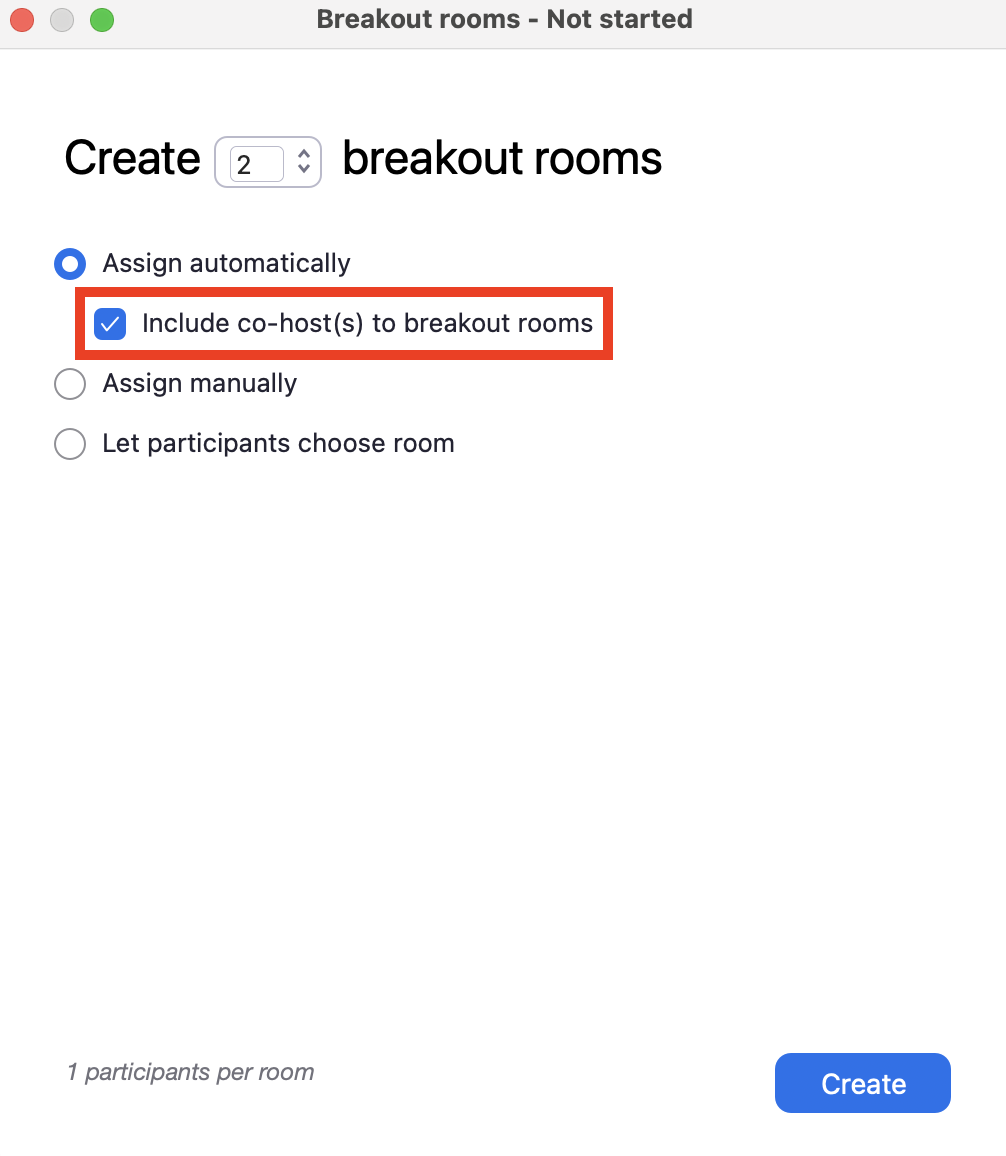 Breakout rooms - Not started
Create 2 breakout rooms
Assign automatically
Include co-host(s) to breakout rooms
Assign manually
Let participants choose room
1 participants per room
Create